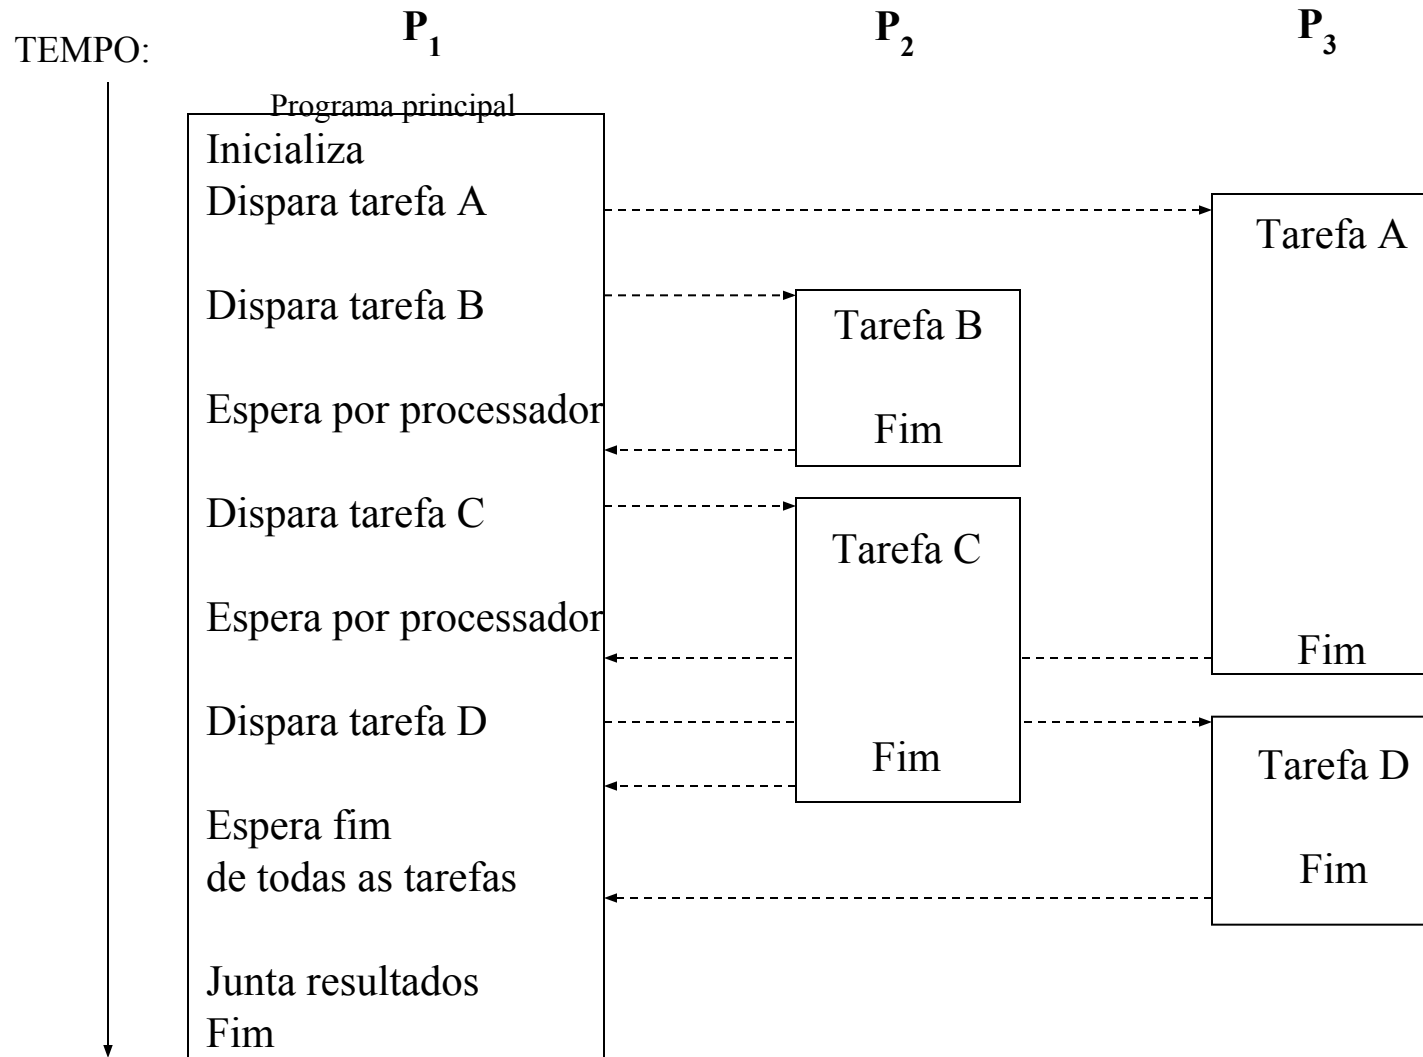 TEMPO:
P1
P2
P3
Programa principal
Inicializa
Dispara tarefa A
Dispara tarefa B
Espera por processador
Dispara tarefa C
Espera por processador
Dispara tarefa D
Espera fim
de todas as tarefas
Junta resultados
Fim
Tarefa B
Fim
Tarefa C
Fim
Tarefa A
Fim
Tarefa D
Fim